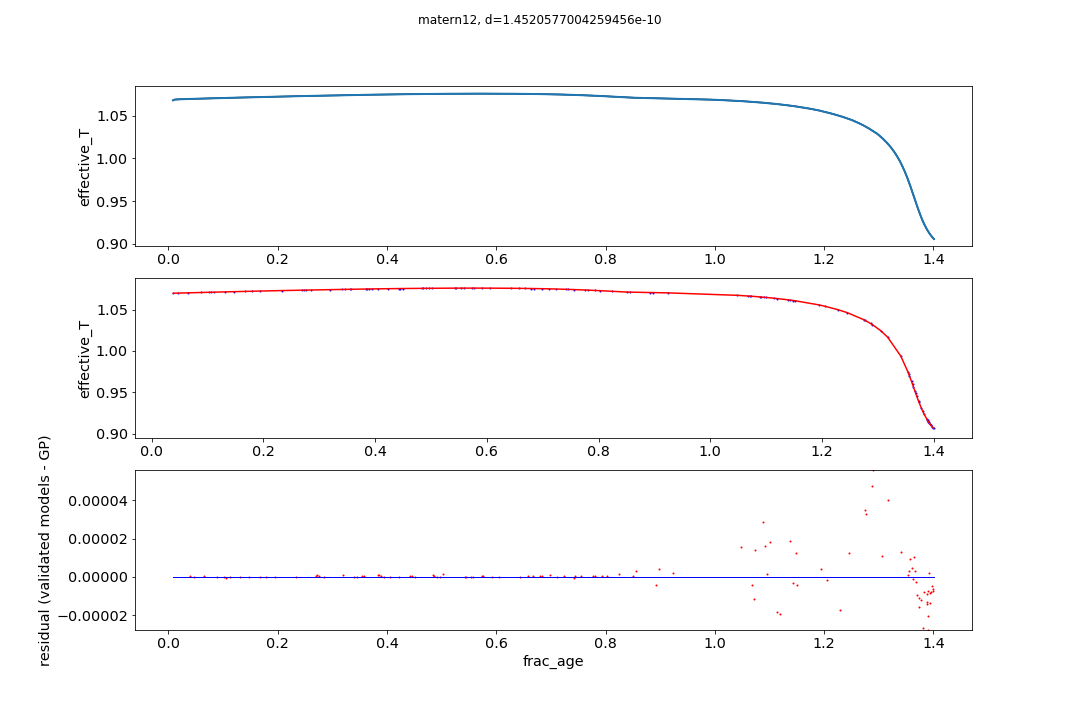 matern12, d=1.4520577004259456e-10
effective_T
1.05
1.00
0.95
0.90
0.0 0.2 0.4 0.6 0.8 1.0 1.2 1.4
effective_T
1.05
1.00
0.95
0.90
0.0 0.2 0.4 0.6 0.8 1.0 1.2 1.4
residual (validated models - GP)
0.00004
0.00002
0.00000
−0.00002
0.0 0.2 0.4 0.6 0.8 1.0 1.2 1.4
frac_age